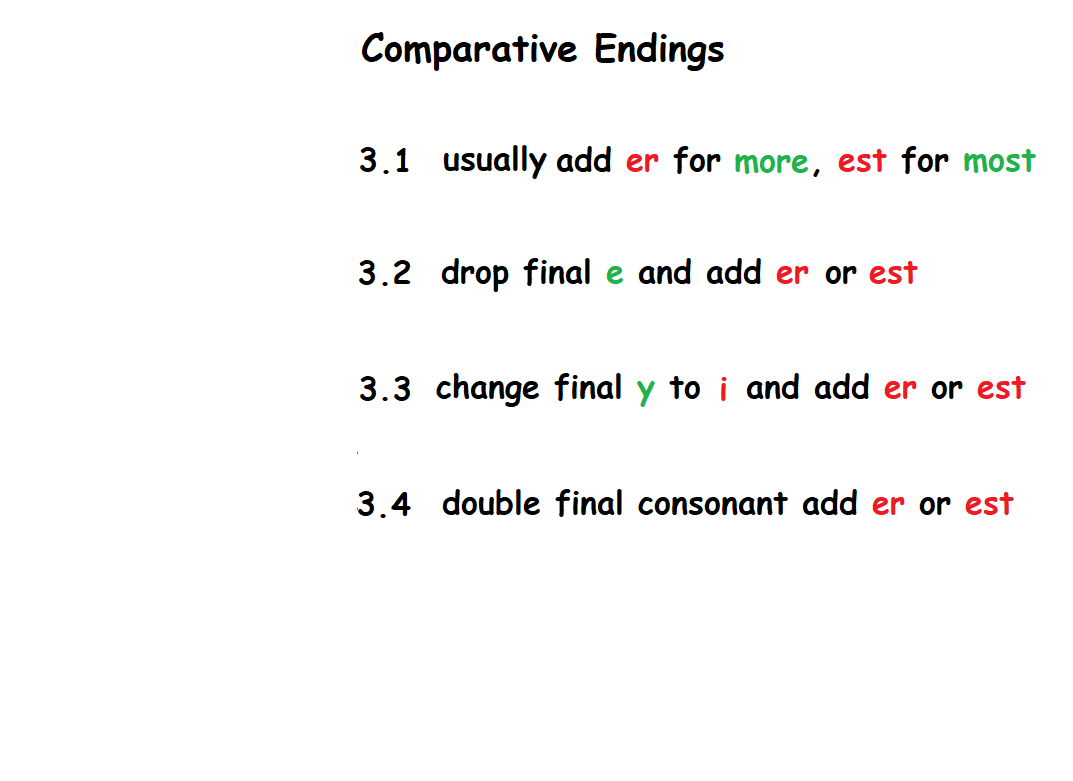 Comparative Endings
3.1 usually add er for more, est for most
3.2 drop final e and add er or est
3.3 change final y to i and add er or est
3.4 double final consonant add er or est